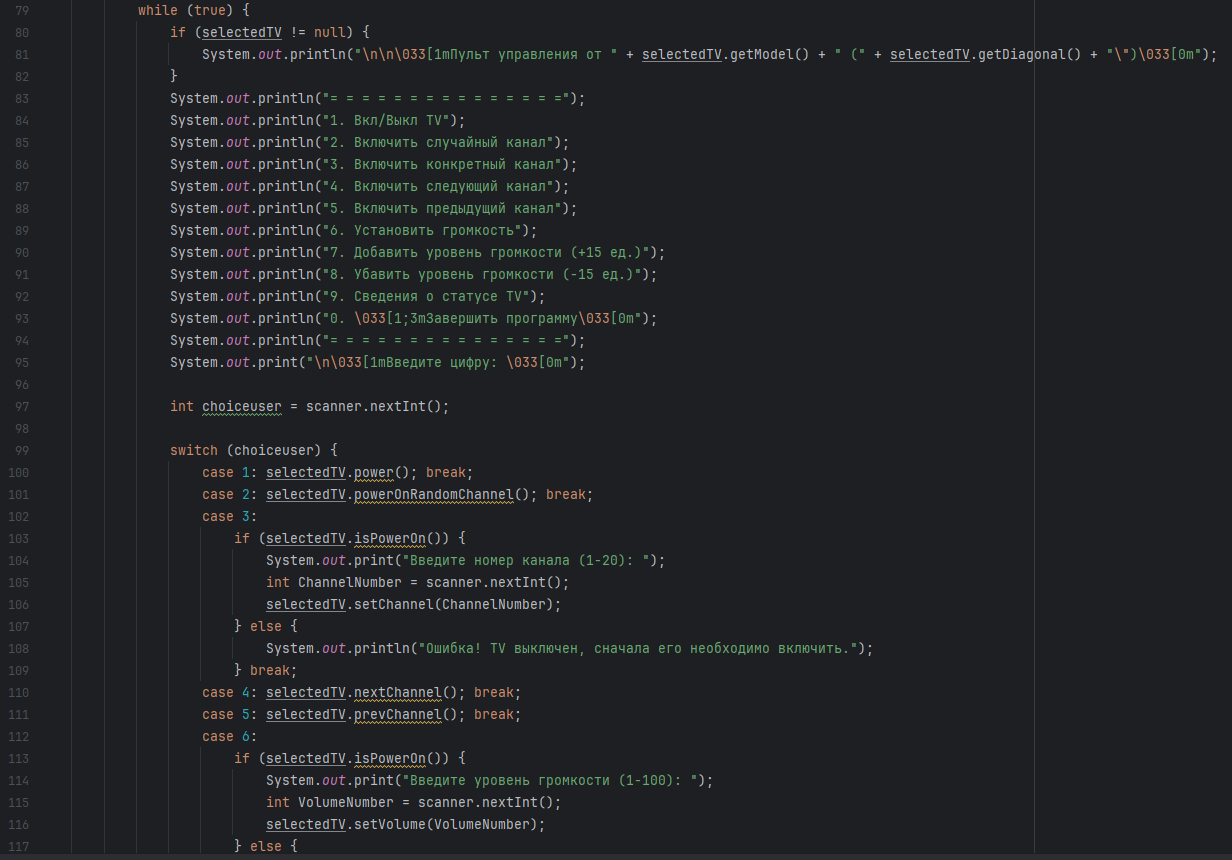 79 while (true) {
80 if (selectedTV != null) {
81 System.out.println("\n\n\033[1mПульт управления от " + selectedTV.getModel() + " (" + selectedTV.getDiagonal() + "\")\033[0m");
82 }
83 System.out.println("= = = = = = = = = = = = = = =");
84 System.out.println("1. Вкл/Выкл TV");
85 System.out.println("2. Включить случайный канал");
86 System.out.println("3. Включить конкретный канал");
87 System.out.println("4. Включить следующий канал");
88 System.out.println("5. Включить предыдущий канал");
89 System.out.println("6. Установить громкость");
90 System.out.println("7. Добавить уровень громкости (+15 ед.)");
91 System.out.println("8. Убавить уровень громкости (-15 ед.)");
92 System.out.println("9. Сведения о статусе TV");
93 System.out.println("0. \033[1;3mЗавершить программу\033[0m");
94 System.out.println("= = = = = = = = = = = = = = =");
95 System.out.print("\n\033[1mВведите цифру: \033[0m");
96
97 int choiceuser = scanner.nextInt();
98
99 switch (choiceuser) {
100 case 1: selectedTV.power(); break;
101 case 2: selectedTV.powerOnRandomChannel(); break;
102 case 3:
103 if (selectedTV.isPowerOn()) {
104 System.out.print("Введите номер канала (1-20): ");
105 int ChannelNumber = scanner.nextInt();
106 selectedTV.setChannel(ChannelNumber);
107 } else {
108 System.out.println("Ошибка! TV выключен, сначала его необходимо включить.");
109 } break;
110 case 4: selectedTV.nextChannel(); break;
111 case 5: selectedTV.prevChannel(); break;
112 case 6:
113 if (selectedTV.isPowerOn()) {
114 System.out.print("Введите уровень громкости (1-100): ");
115 int VolumeNumber = scanner.nextInt();
116 selectedTV.setVolume(VolumeNumber);
117 } else {